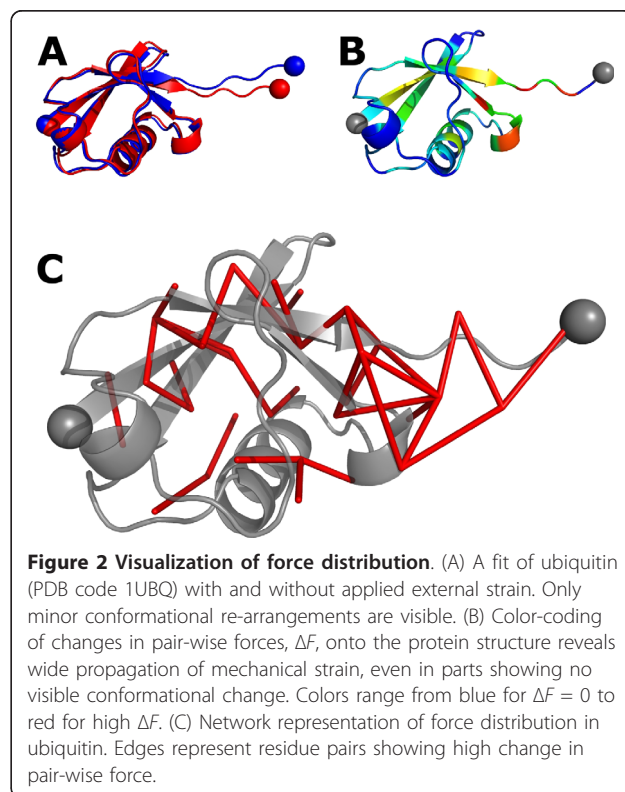 A
B
C
Figure 2 Visualization of force distribution. (A) A fit of ubiquitin
(PDB code 1UBQ) with and without applied external strain. Only
minor conformational re-arrangements are visible. (B) Color-coding
of changes in pair-wise forces, ΔF, onto the protein structure reveals
wide propagation of mechanical strain, even in parts showing no
visible conformational change. Colors range from blue for ΔF = 0 to
red for high ΔF. (C) Network representation of force distribution in
ubiquitin. Edges represent residue pairs showing high change in
pair-wise force.